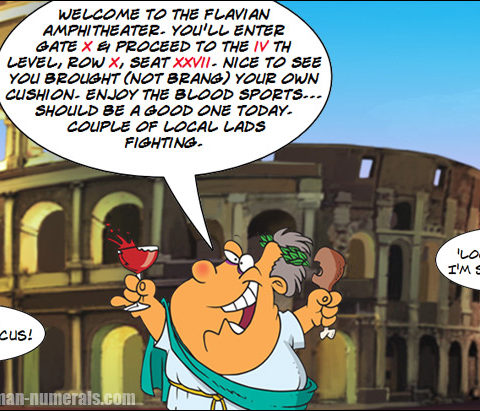 WELCOME TO THE FLAVIAN
AMPHITHEATER. YOU'LL ENTER
GATE X & PROCEED TO THE IV TH
LEVEL, ROW X, SEAT XXVII. NICE TO SEE
YOU BROUGHT (NOT BRANG) YOUR OWN
CUSHION. ENJOY THE BLOOD SPORTS...
SHOULD BE A GOOD ONE TODAY.
COUPLE OF LOCAL LADS
FIGHTING.
I'M S
CUS!
man-numerals.com